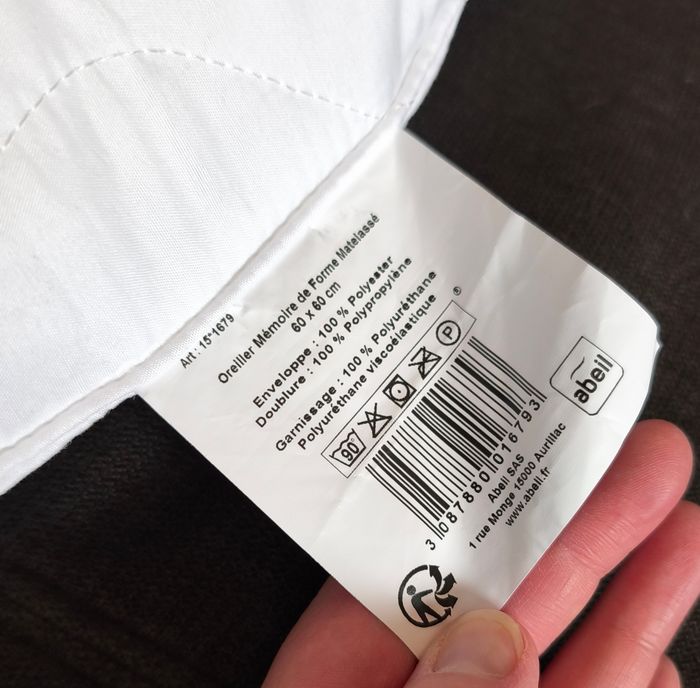 Art : 15*1679
Oreiller Mémoire de Forme Matelassé
60 x 60 cm
Enveloppe : 100 % Polyester
Doublure : 100 % Polypropylène
Garnissage : 100 % Polyuréthane
Polyuréthane viscoélastique ®
90° P
3 087880 016793
abeil
Abeil SAS
1 rue Monge 15000 Aurillac
www.abeil.fr